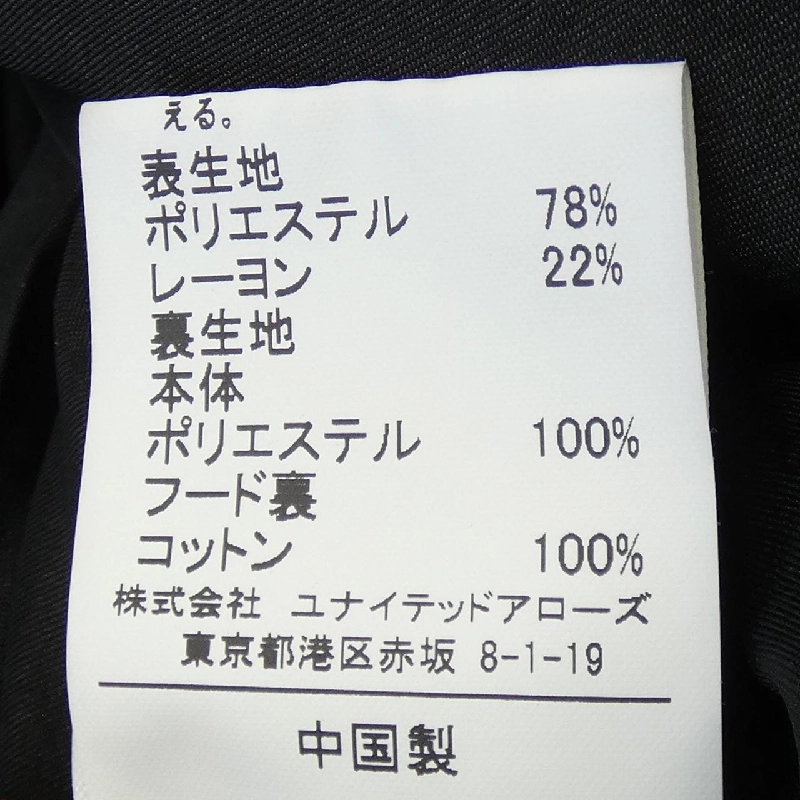 える。
表生地
ポリエステル 78%
レーヨン 22%
裏生地
本体
ポリエステル 100%
フード裏
コットン 100%
株式会社 ユナイテッドアローズ
東京都港区赤坂 8-1-19
中国製